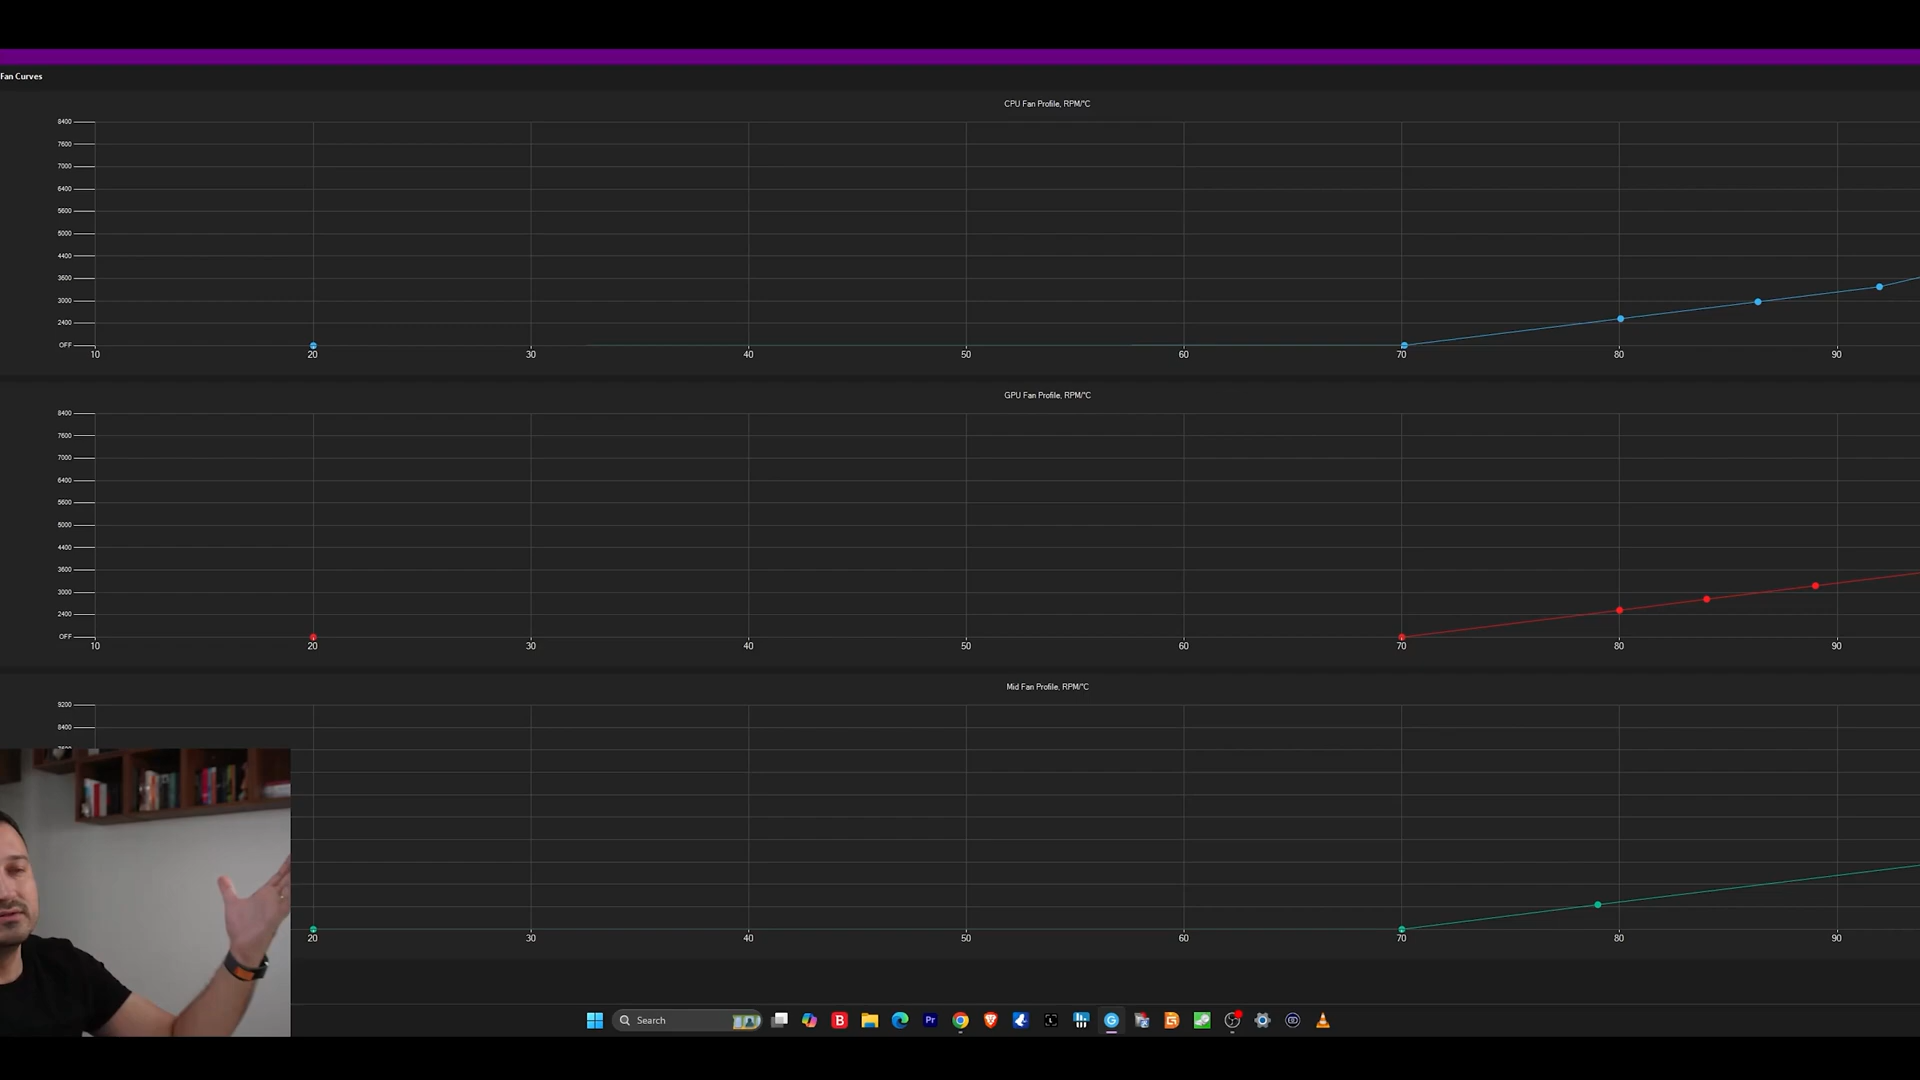 Fan Curves
CPU Fan Profile, RPM/°C
8400
7600
7000
6400
5600
5000
4400
3600
3000
2400
OFF
10 20 30 40 50 60 70 80 90
GPU Fan Profile, RPM/°C
8400
7600
7000
6400
5600
5000
4400
3600
3000
2400
OFF
10 20 30 40 50 60 70 80 90
Mid Fan Profile, RPM/°C
9200
8400
20 30 40 50 60 70 80 90
Search
B
Pr